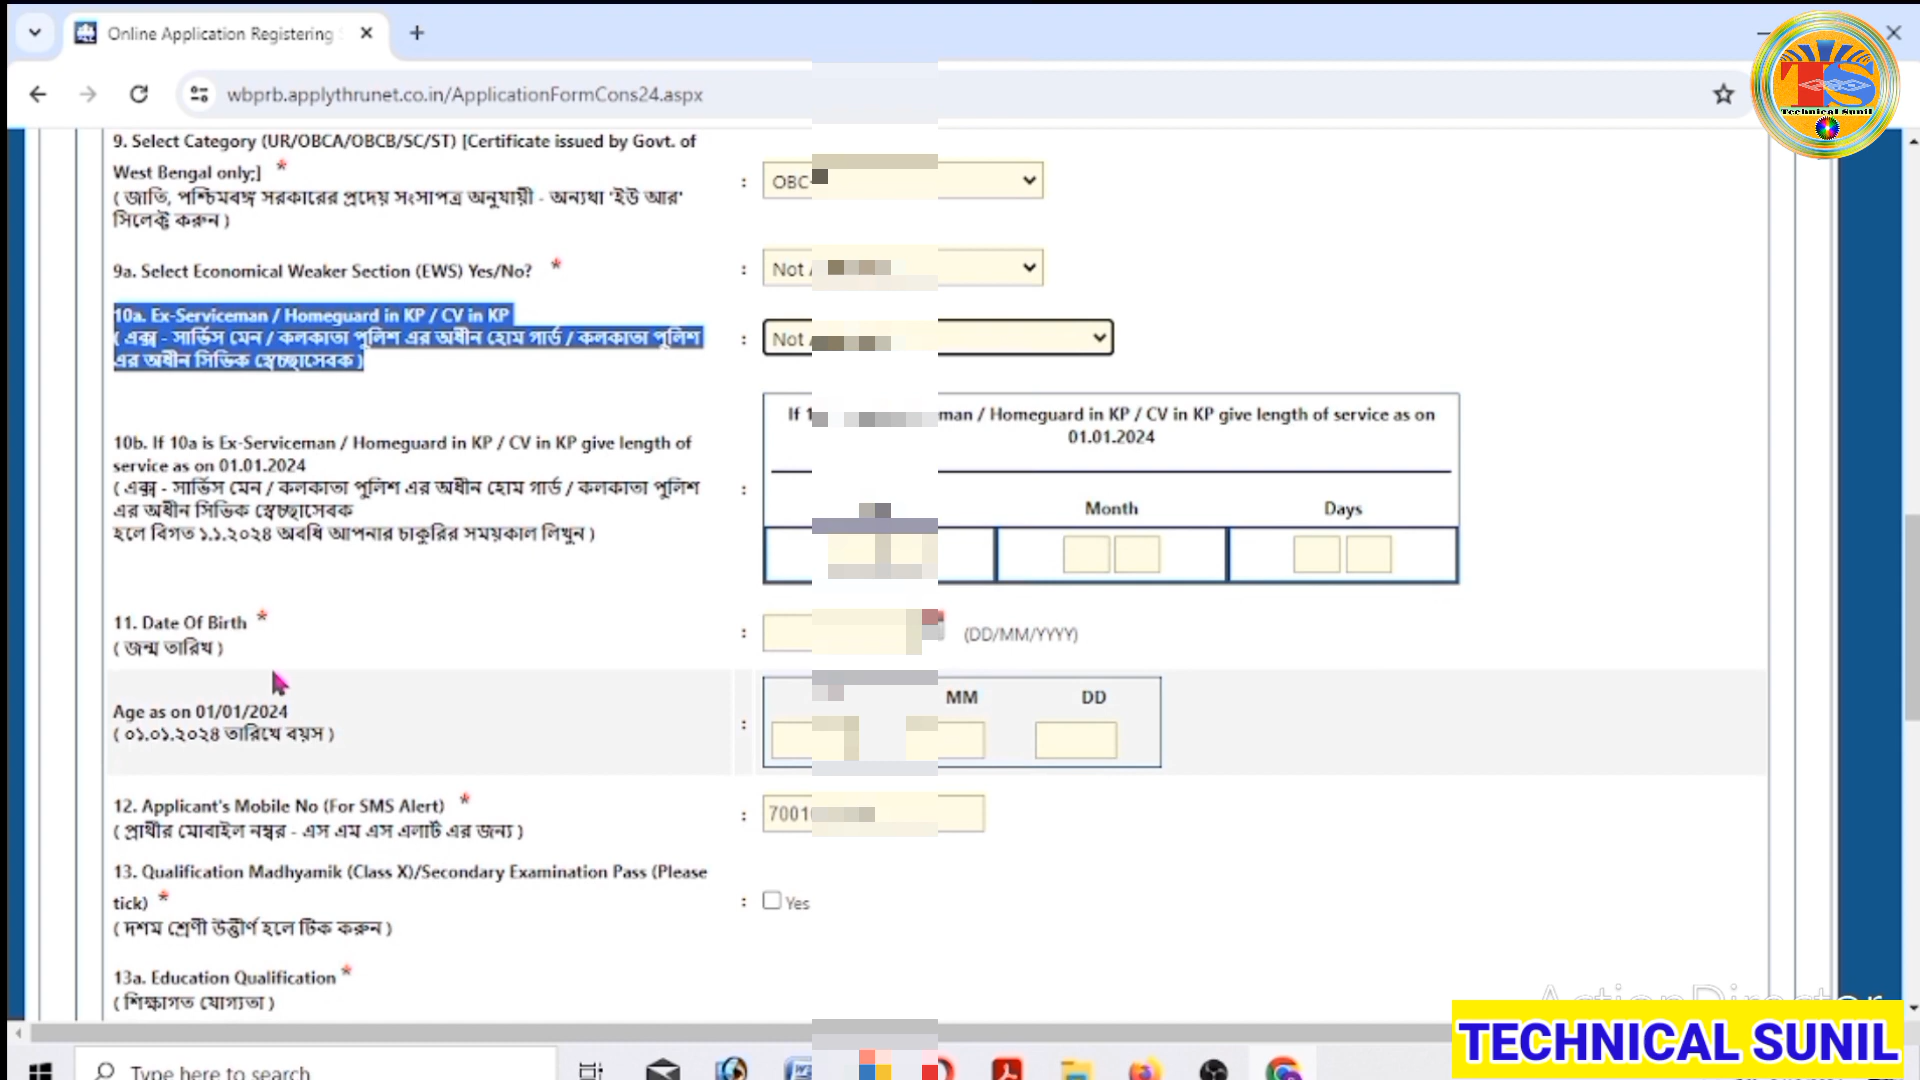 Online Application Registering
wbprb.applythrunet.co.in/ApplicationFormCons24.aspx
TS
Technical Sunil
9. Select Category (UR/OBCA/OBCB/SC/ST) [Certificate issued by Govt. of
West Bengal only;] *
( জাতি, পশ্চিমবঙ্গ সরকারের প্রদেয় সংসাপত্র অনুযায়ী - অন্যথা 'ইউ আর'
সিলেক্ট করুন )
: OBC-
9a. Select Economical Weaker Section (EWS) Yes/No? *
: Not
10a. Ex-Serviceman / Homeguard in KP / CV in KP
( এক্স - সার্ভিস মেন / কলকাতা পুলিশ এর অধীন হোম গার্ড / কলকাতা পুলিশ
এর অধীন সিভিক স্বেচ্ছাসেবক )
: Not
10b. If 10a is Ex-Serviceman / Homeguard in KP / CV in KP give length of
service as on 01.01.2024
( এক্স - সার্ভিস মেন / কলকাতা পুলিশ এর অধীন হোম গার্ড / কলকাতা পুলিশ
এর অধীন সিভিক স্বেচ্ছাসেবক
হলে বিগত ১.১.২০২৪ অবধি আপনার চাকুরির সময়কাল লিখুন )
:
If man / Homeguard in KP / CV in KP give length of service as on
01.01.2024
Month Days
11. Date Of Birth *
( জন্ম তারিখ )
: (DD/MM/YYYY)
Age as on 01/01/2024
( ০১.০১.২০২৪ তারিখে বয়স )
: MM DD
12. Applicant's Mobile No (For SMS Alert) *
( প্রার্থীর মোবাইল নম্বর - এস এম এস এলার্ট এর জন্য )
: 7001
13. Qualification Madhyamik (Class X)/Secondary Examination Pass (Please
tick) *
( দশম শ্রেণী উত্তীর্ণ হলে টিক করুন )
: Yes
13a. Education Qualification *
( শিক্ষাগত যোগ্যতা )
ActionDirector
TECHNICAL SUNIL
Type here to search